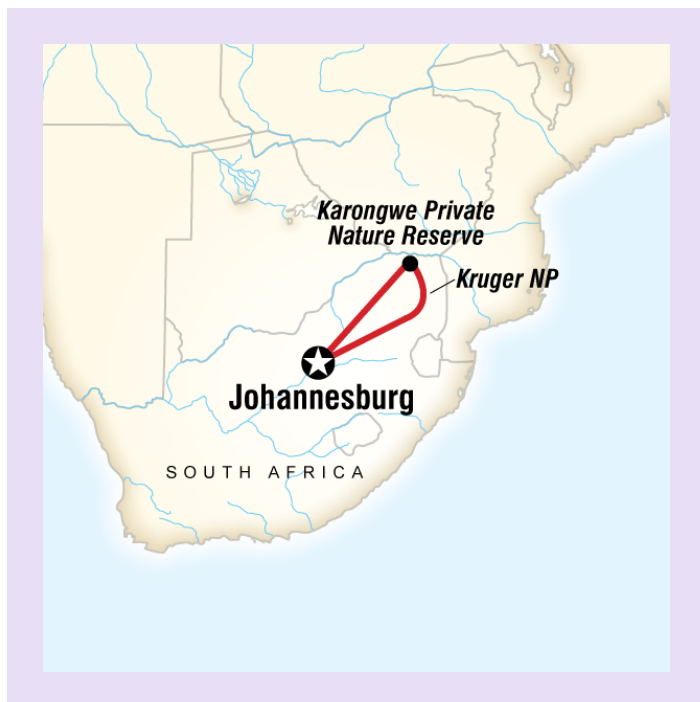 Karongwe Private
Nature Reserve
Kruger NP
Johannesburg
SOUTH AFRICA